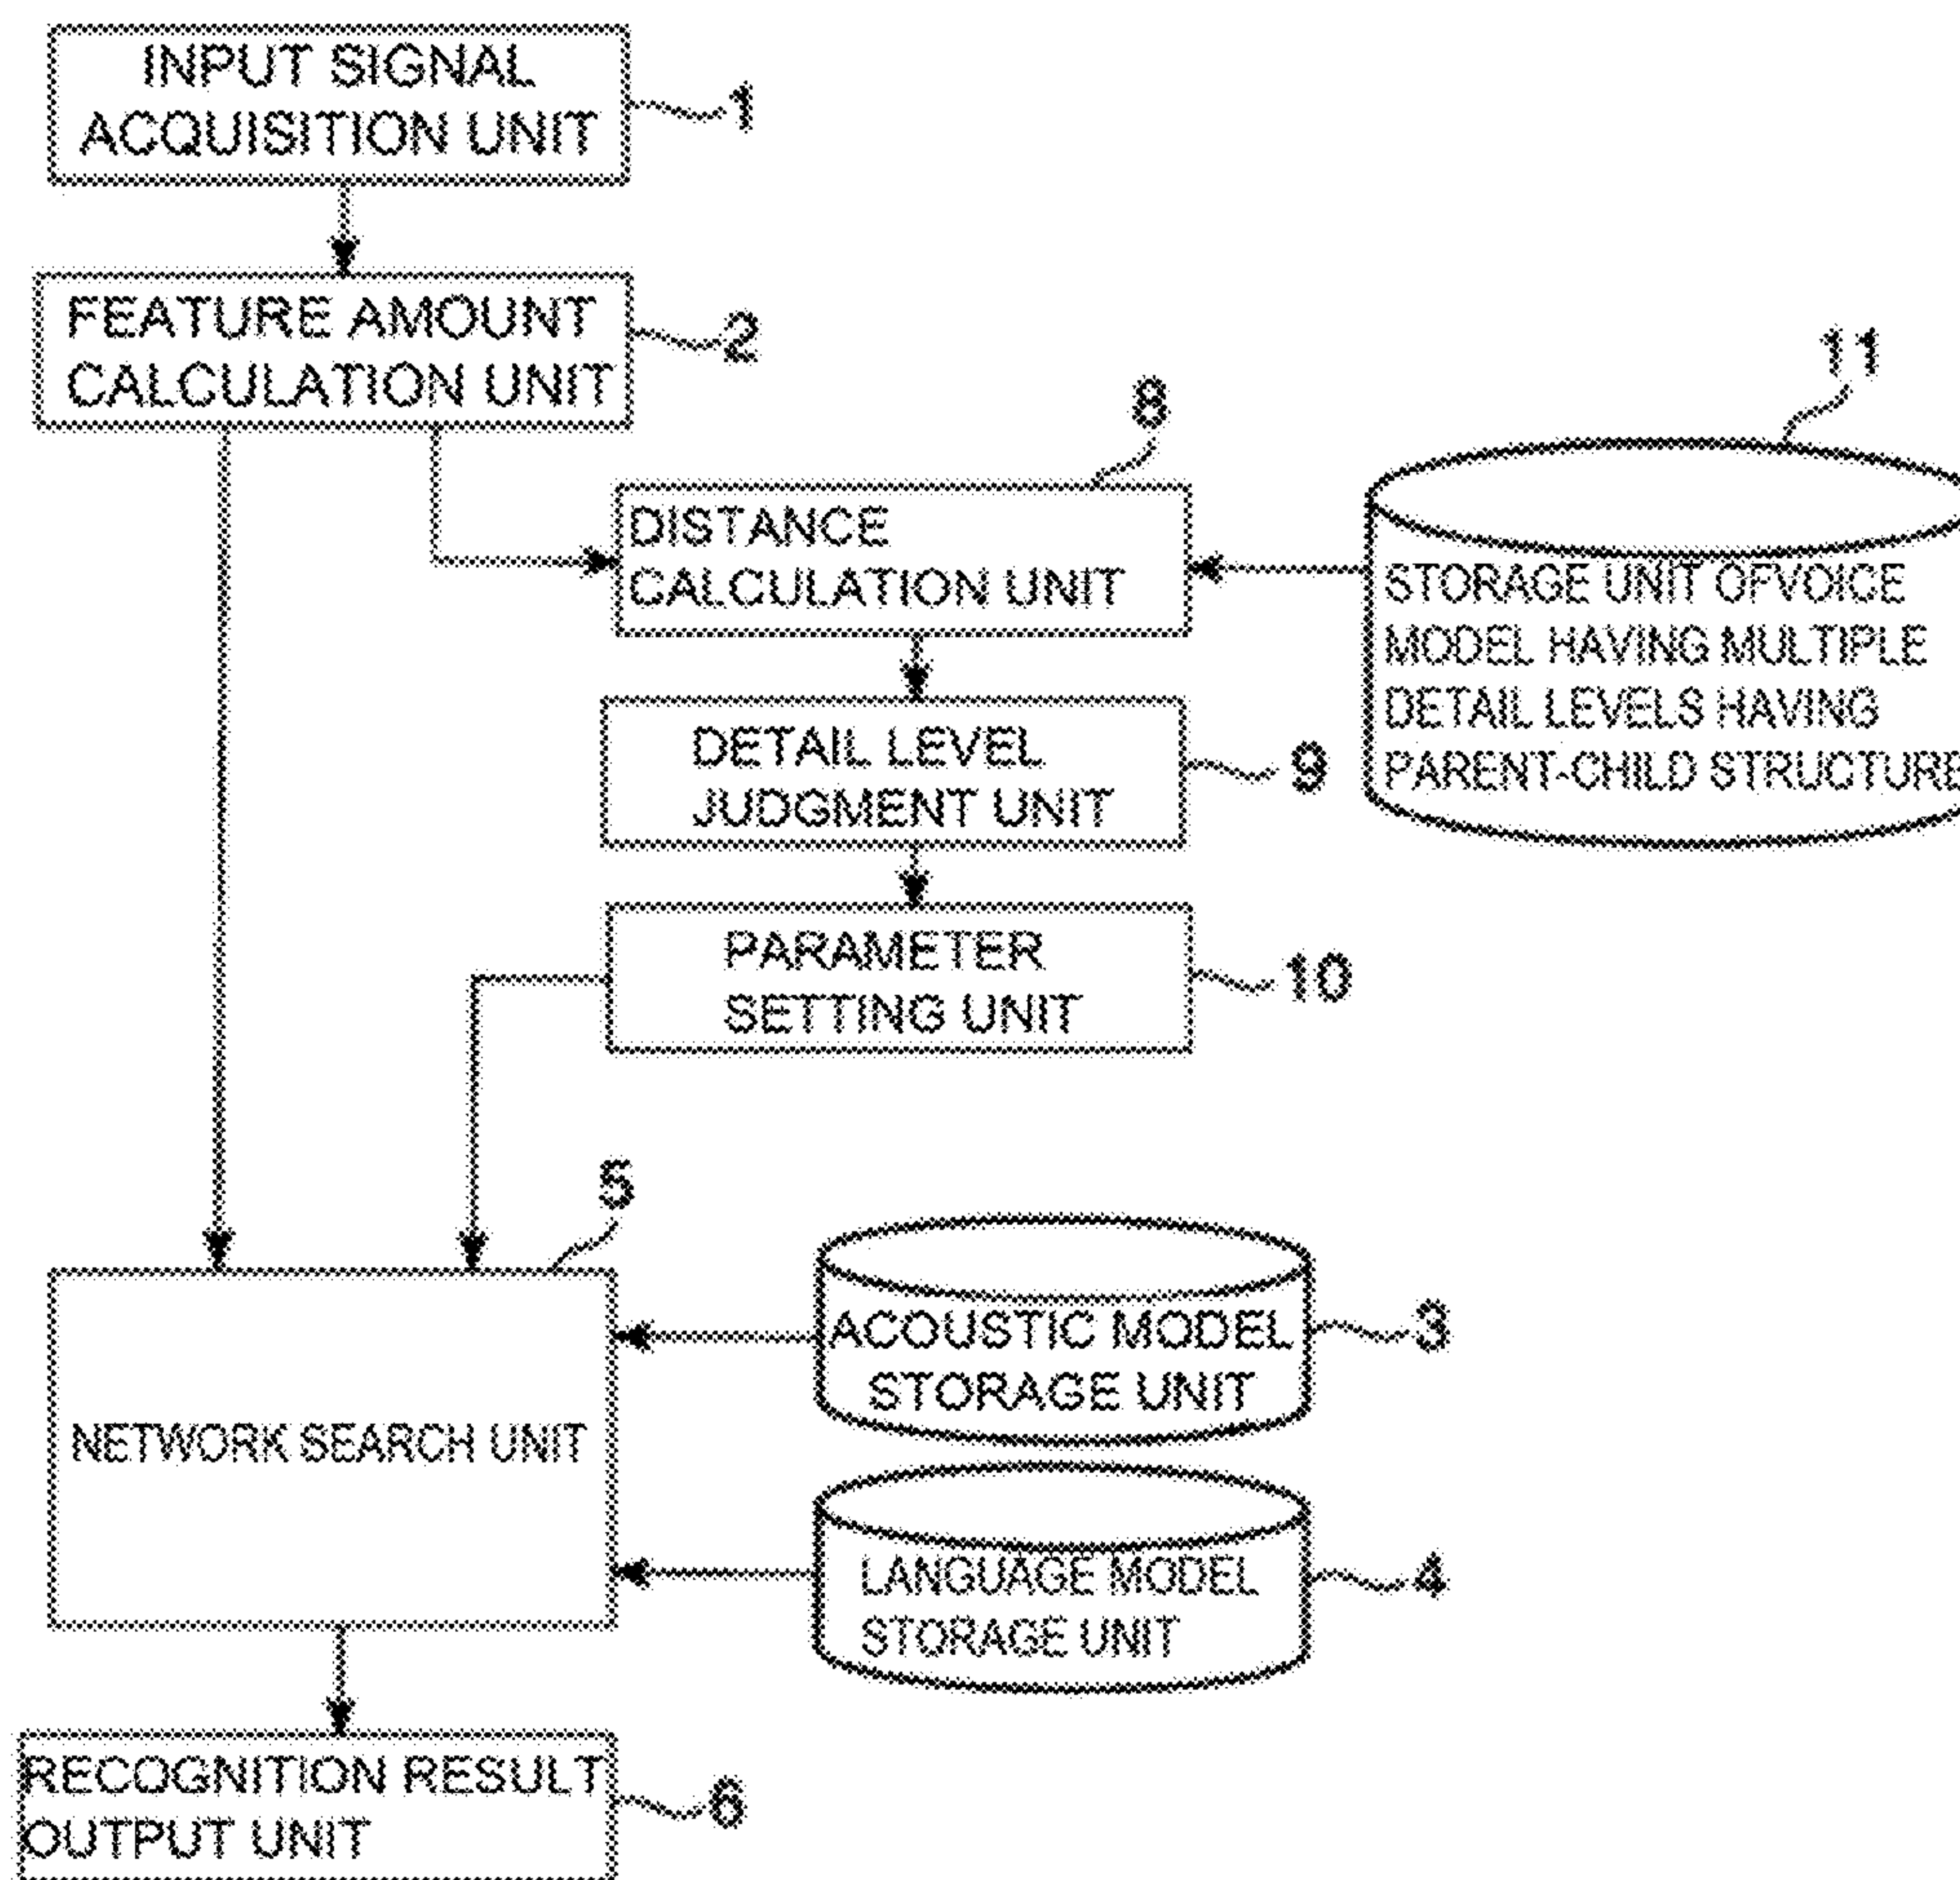 INPUT SIGNAL
ACQUISITION UNIT
1
FEATURE AMOUNT
CALCULATION UNIT
2
8
11
DISTANCE
CALCULATION UNIT
STORAGE UNIT OFVOICE
MODEL HAVING MULTIPLE
DETAIL LEVELS HAVING
PARENT-CHILD STRUCTURE
DETAIL LEVEL
JUDGMENT UNIT
9
PARAMETER
SETTING UNIT
10
5
NETWORK SEARCH UNIT
ACOUSTIC MODEL
STORAGE UNIT
3
LANGUAGE MODEL
STORAGE UNIT
4
RECOGNITION RESULT
OUTPUT UNIT
6